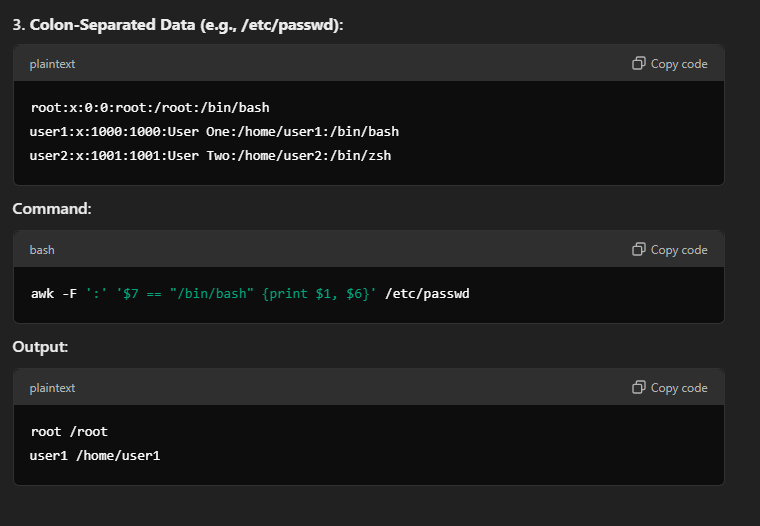 3. Colon-Separated Data (e.g., /etc/passwd):
plaintext
Copy code
root:x:0:0:root:/root:/bin/bash
user1:x:1000:1000:User One:/home/user1:/bin/bash
user2:x:1001:1001:User Two:/home/user2:/bin/zsh
Command:
bash
Copy code
awk -F ':' '$7 == "/bin/bash" {print $1, $6}' /etc/passwd
Output:
plaintext
Copy code
root /root
user1 /home/user1